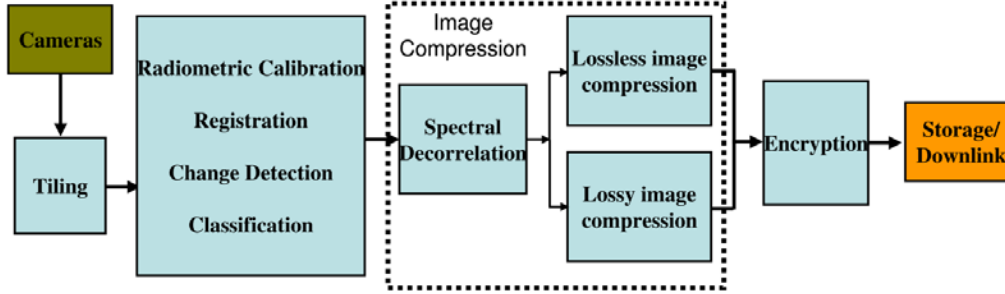 Cameras
Tiling
Radiometric Calibration
Registration
Change Detection
Classification
Image
Compression
Spectral
Decorrelation
Lossless image
compression
Lossy image
compression
Encryption
Storage/
Downlink